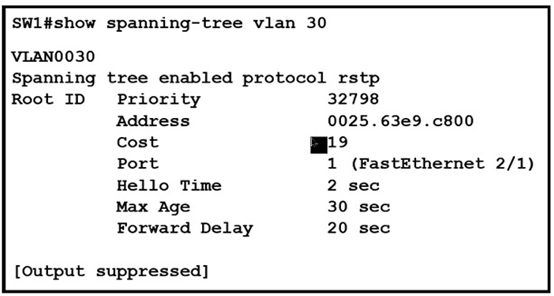 SW1#show spanning-tree vlan 30
VLAN0030
Spanning tree enabled protocol rstp
Root ID Priority 32798
Address 0025.63e9.c800
Cost 19
Port 1 (FastEthernet 2/1)
Hello Time 2 sec
Max Age 30 sec
Forward Delay 20 sec
[Output suppressed]